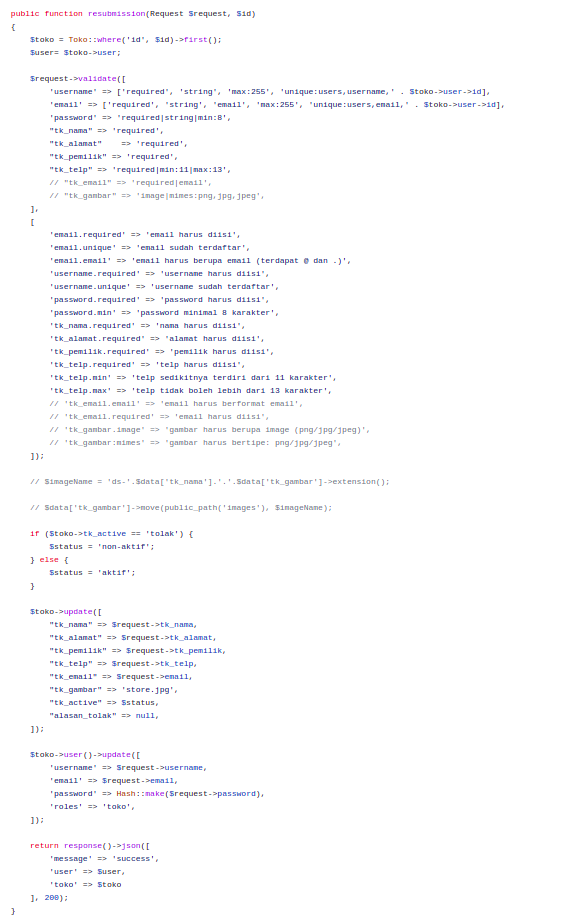 public function resubmission(Request $request, $id)
{
    $toko = Toko::where('id', $id)->first();
    $user= $toko->user;

    $request->validate([
        'username' => ['required', 'string', 'max:255', 'unique:users,username,' . $toko->user->id],
        'email' => ['required', 'string', 'email', 'max:255', 'unique:users,email,' . $toko->user->id],
        'password' => 'required|string|min:8',
        "tk_nama" => 'required',
        "tk_alamat"    => 'required',
        "tk_pemilik" => 'required',
        "tk_telp" => 'required|min:11|max:13',
        // "tk_email" => 'required|email',
        // "tk_gambar" => 'image|mimes:png,jpg,jpeg',
    ],
    [
        'email.required' => 'email harus diisi',
        'email.unique' => 'email sudah terdaftar',
        'email.email' => 'email harus berupa email (terdapat @ dan .)',
        'username.required' => 'username harus diisi',
        'username.unique' => 'username sudah terdaftar',
        'password.required' => 'password harus diisi',
        'password.min' => 'password minimal 8 karakter',
        'tk_nama.required' => 'nama harus diisi',
        'tk_alamat.required' => 'alamat harus diisi',
        'tk_pemilik.required' => 'pemilik harus diisi',
        'tk_telp.required' => 'telp harus diisi',
        'tk_telp.min' => 'telp sedikitnya terdiri dari 11 karakter',
        'tk_telp.max' => 'telp tidak boleh lebih dari 13 karakter',
        // 'tk_email.email' => 'email harus berformat email',
        // 'tk_email.required' => 'email harus diisi',
        // 'tk_gambar.image' => 'gambar harus berupa image (png/jpg/jpeg)',
        // 'tk_gambar:mimes' => 'gambar harus bertipe: png/jpg/jpeg',
    ]);

    // $imageName = 'ds-'.$data['tk_nama'].'.'.$data['tk_gambar']->extension();

    // $data['tk_gambar']->move(public_path('images'), $imageName);

    if ($toko->tk_active == 'tolak') {
        $status = 'non-aktif';
    } else {
        $status = 'aktif';
    }

    $toko->update([
        "tk_nama" => $request->tk_nama,
        "tk_alamat" => $request->tk_alamat,
        "tk_pemilik" => $request->tk_pemilik,
        "tk_telp" => $request->tk_telp,
        "tk_email" => $request->email,
        "tk_gambar" => 'store.jpg',
        "tk_active" => $status,
        "alasan_tolak" => null,
    ]);

    $toko->user()->update([
        'username' => $request->username,
        'email' => $request->email,
        'password' => Hash::make($request->password),
        'roles' => 'toko',
    ]);

    return response()->json([
        'message' => 'success',
        'user' => $user,
        'toko' => $toko
    ], 200);
}